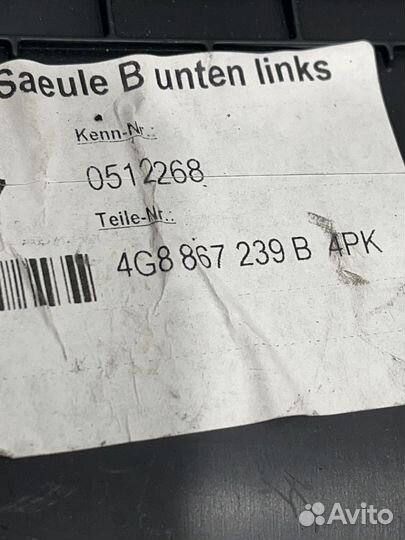 Saeule B unten links
Kenn-Nr.:
0512268
Teile-Nr.:
4G8 867 239 B 4PK
Avito